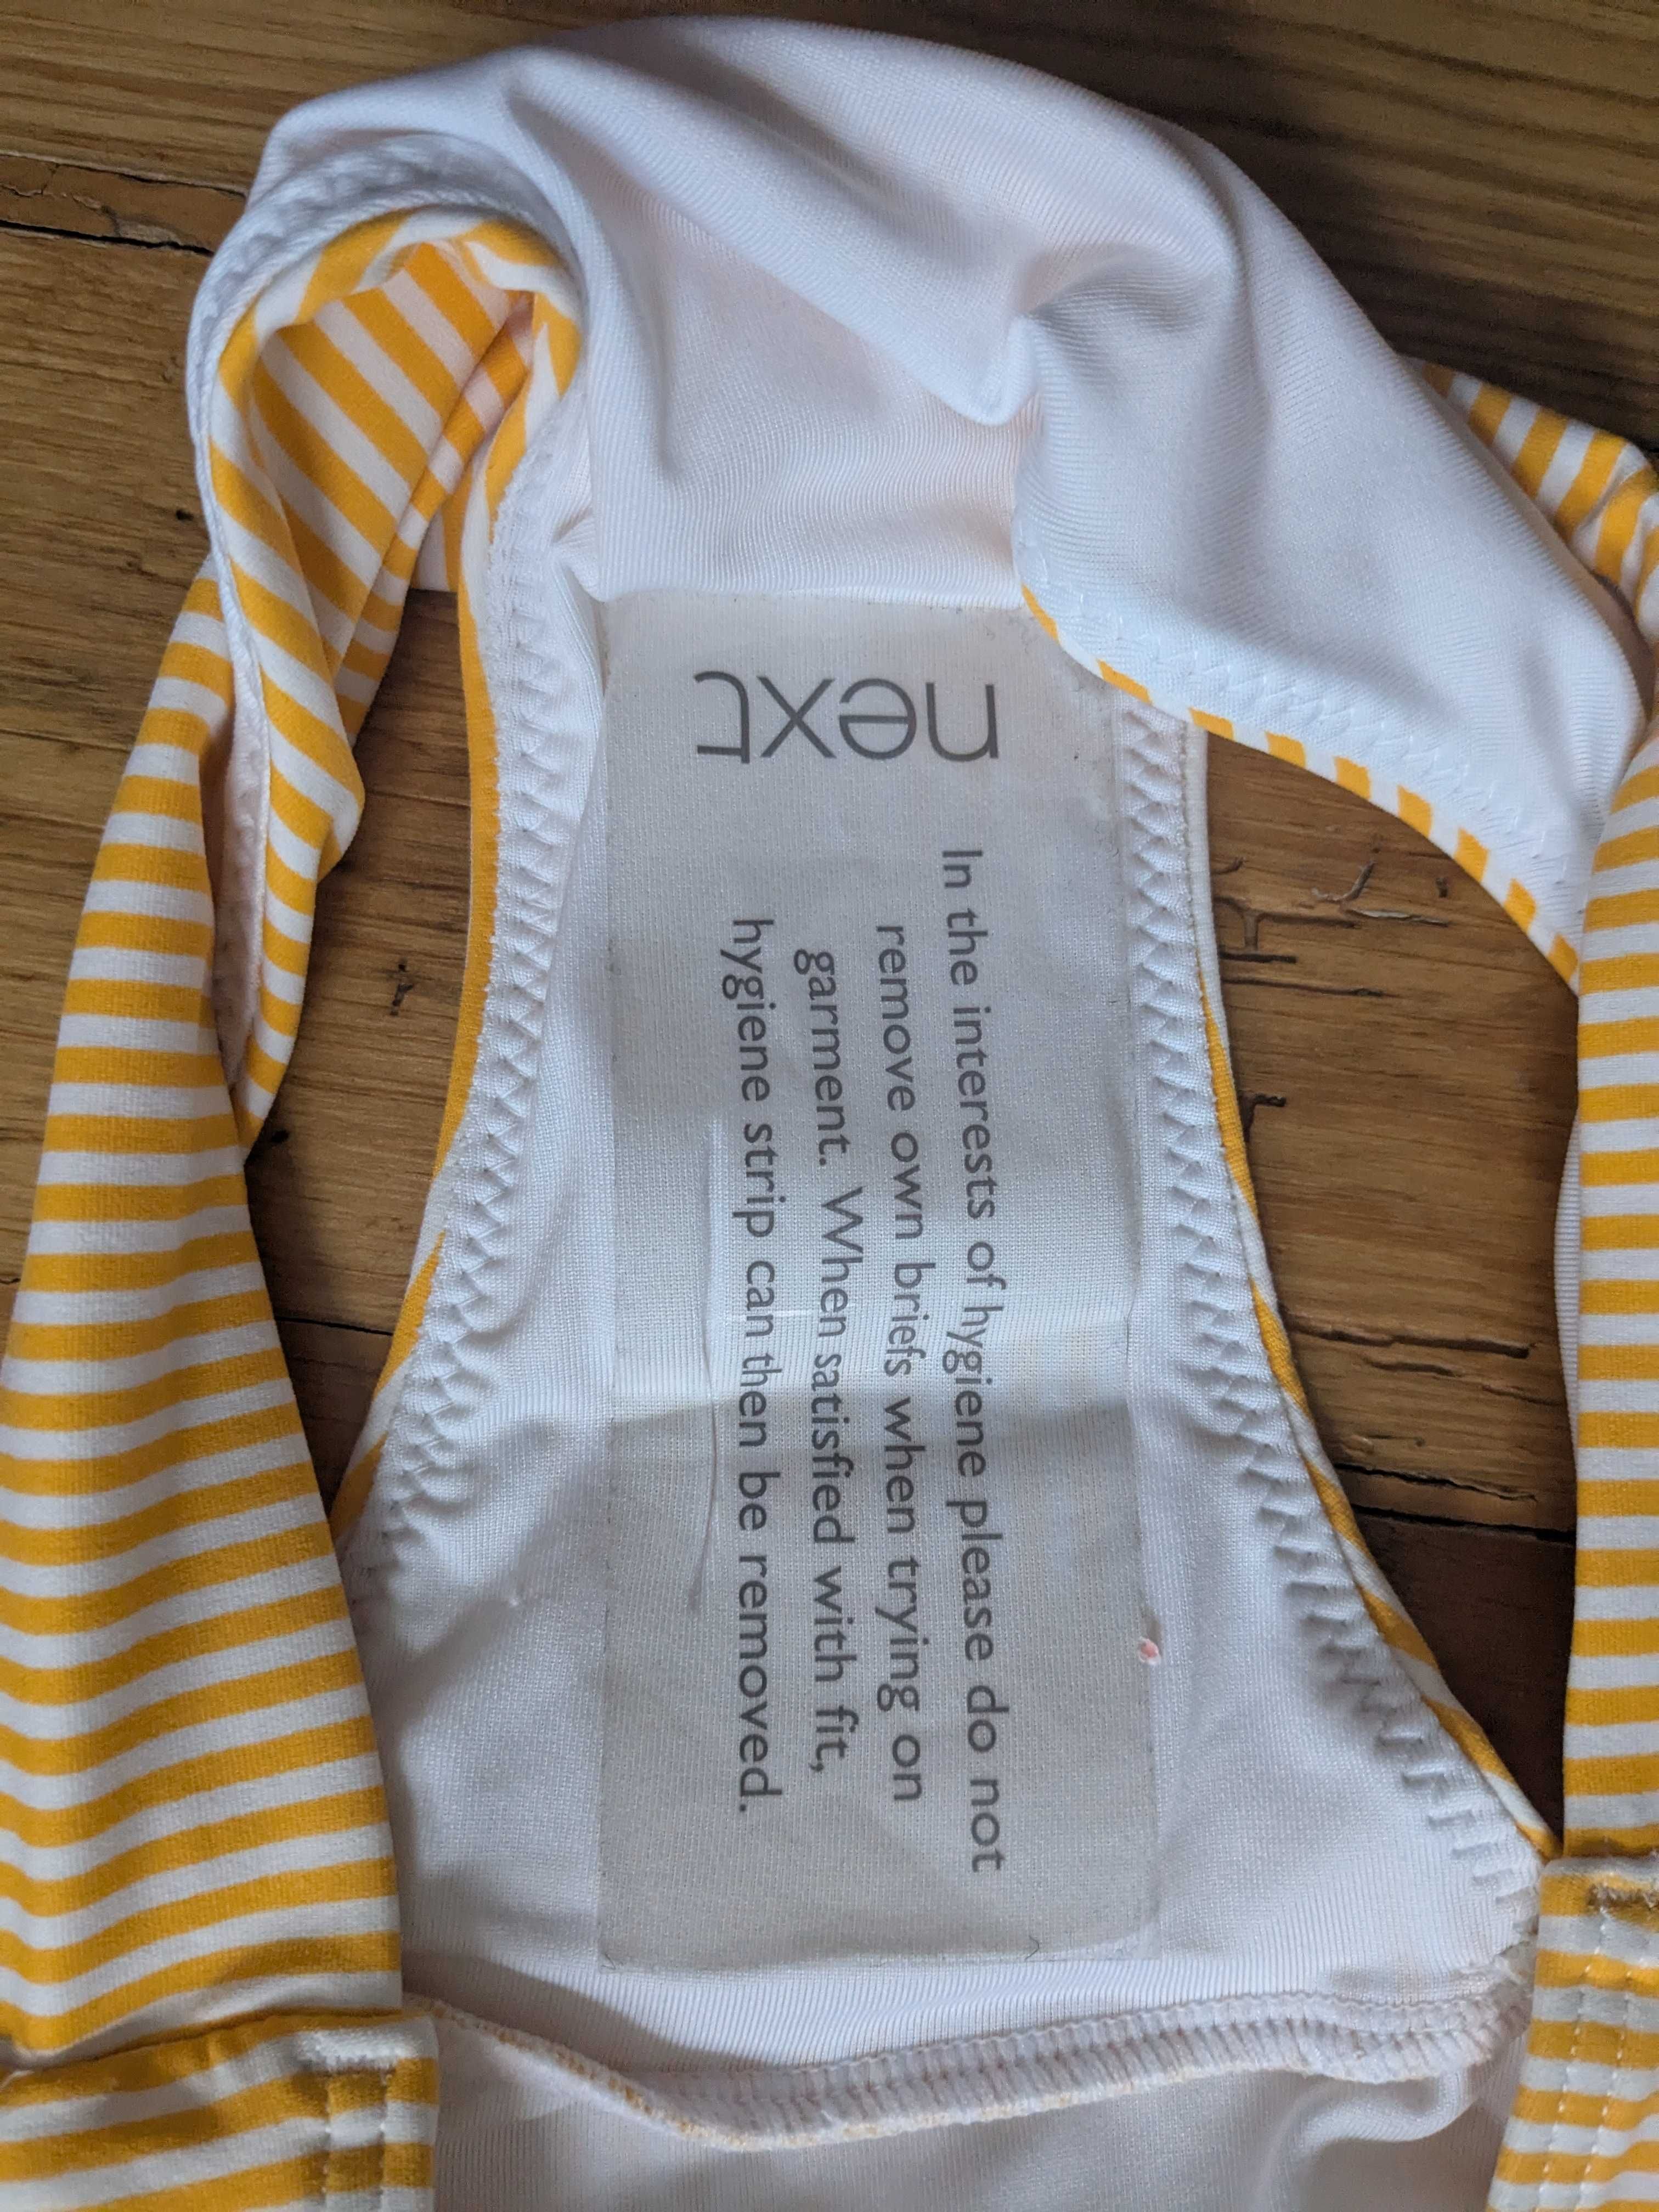 next
In the interests of hygiene please do not
remove own briefs when trying on
garment. When satisfied with fit,
hygiene strip can then be removed.